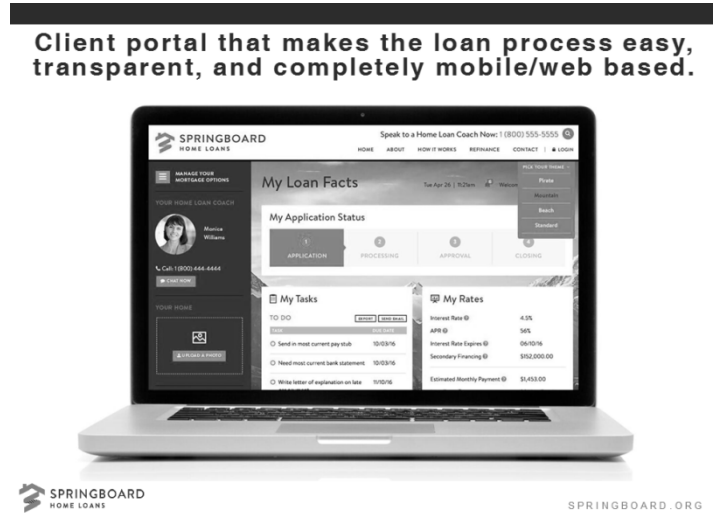 Client portal that makes the loan process easy,
transparent, and completely mobile/web based.
SPRINGBOARD
HOME LOANS
Speak to a Home Loan Coach Now: 1 (800) 555-5555
HOME ABOUT HOW IT WORKS REFINANCE CONTACT | LOGIN
MANAGE YOUR
MORTGAGE OPTIONS
YOUR HOME LOAN COACH
Monica
Williams
Call: 1 (800) 444-4444
CHAT NOW
YOUR HOME
UPLOAD A PHOTO
My Loan Facts
Tue Apr 26 | 11:21am
PICK YOUR THEME
Pirate
Mountain
Beach
Standard
My Application Status
1 2 3 4
APPLICATION PROCESSING APPROVAL CLOSING
My Tasks
TO DO SEND EMAIL
TASK DUE DATE
Send in most current pay stub 10/03/16
Need most current bank statement 10/03/16
Write letter of explanation on late 11/10/16
My Rates
Interest Rate 4.5%
APR 56%
Interest Rate Expires 06/10/16
Secondary Financing $152,000.00
Estimated Monthly Payment $1,453.00
SPRINGBOARD
HOME LOANS
SPRINGBOARD.ORG